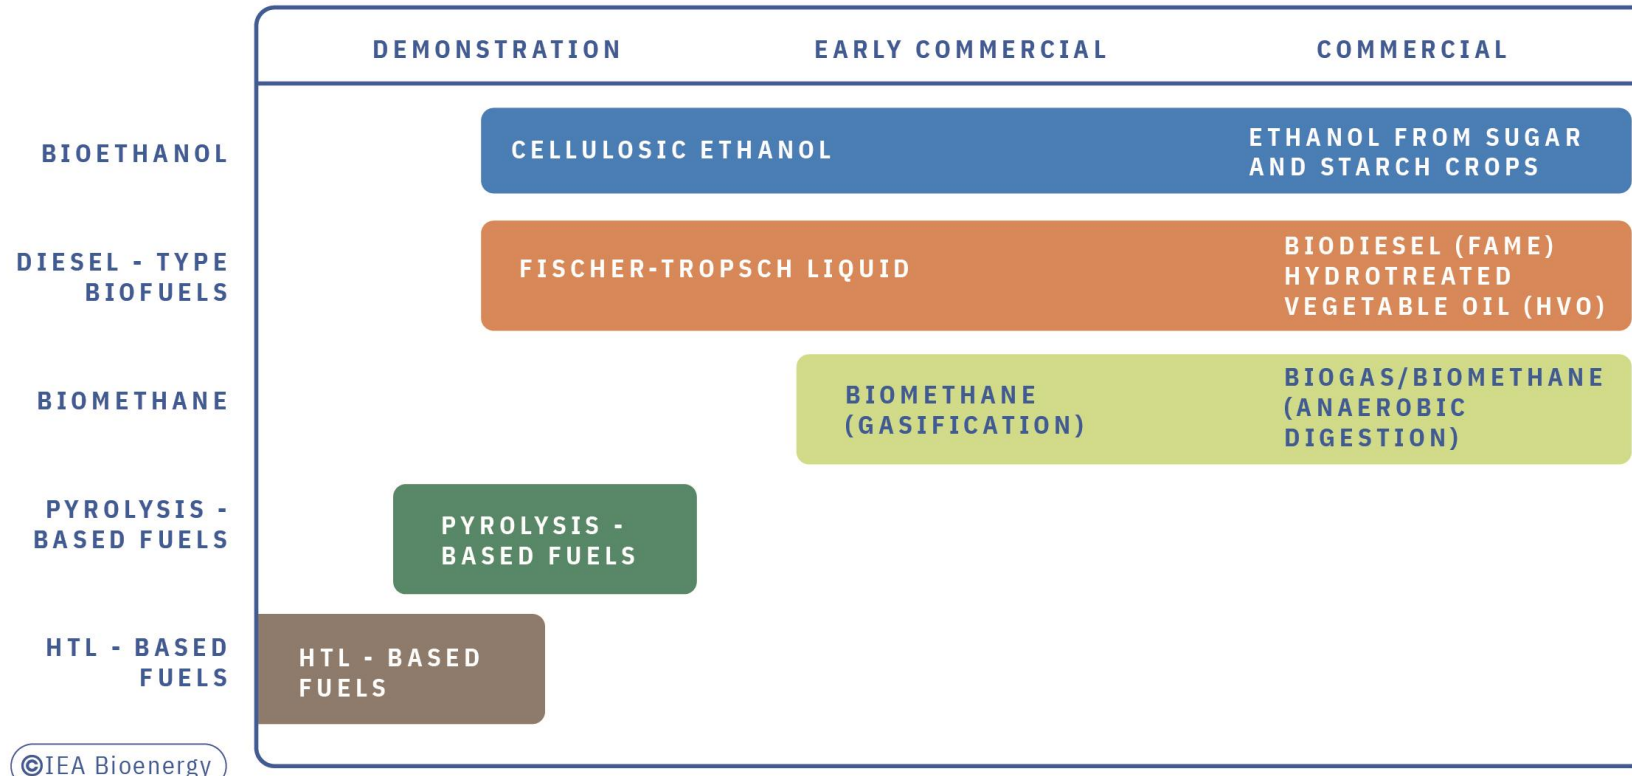 DEMONSTRATION EARLY COMMERCIAL COMMERCIAL
BIOETHANOL
CELLULOSIC ETHANOL
ETHANOL FROM SUGAR
AND STARCH CROPS
DIESEL - TYPE
BIOFUELS
FISCHER-TROPSCH LIQUID
BIODIESEL (FAME)
HYDROTREATED
VEGETABLE OIL (HVO)
BIOMETHANE
BIOMETHANE
(GASIFICATION)
BIOGAS/BIOMETHANE
(ANAEROBIC
DIGESTION)
PYROLYSIS -
BASED FUELS
PYROLYSIS -
BASED FUELS
HTL - BASED
FUELS
HTL - BASED
FUELS
©IEA Bioenergy